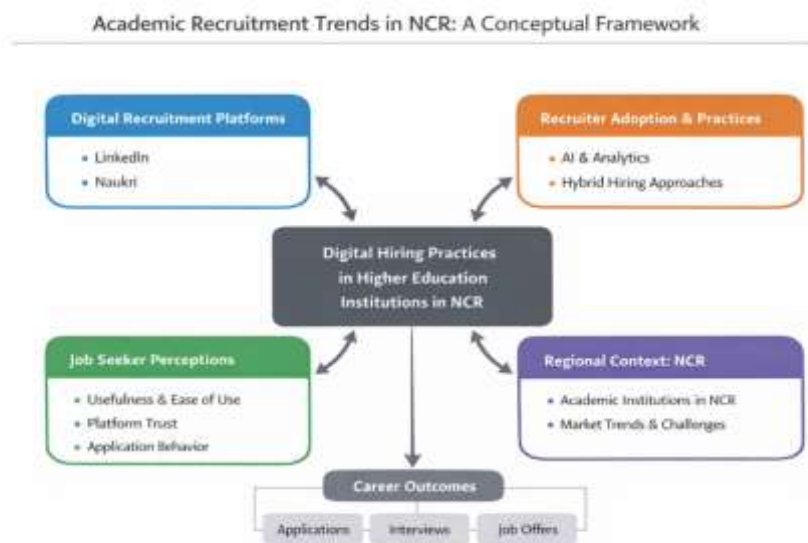 Academic Recruitment Trends in NCR: A Conceptual Framework
Digital Recruitment Platforms
• LinkedIn
• Naukri
Recruiter Adoption & Practices
• AI & Analytics
• Hybrid Hiring Approaches
Digital Hiring Practices
in Higher Education
Institutions in NCR
Job Seeker Perceptions
• Usefulness & Ease of Use
• Platform Trust
• Application Behavior
Regional Context: NCR
• Academic Institutions in NCR
• Market Trends & Challenges
Career Outcomes
Applications
Interviews
Job Offers